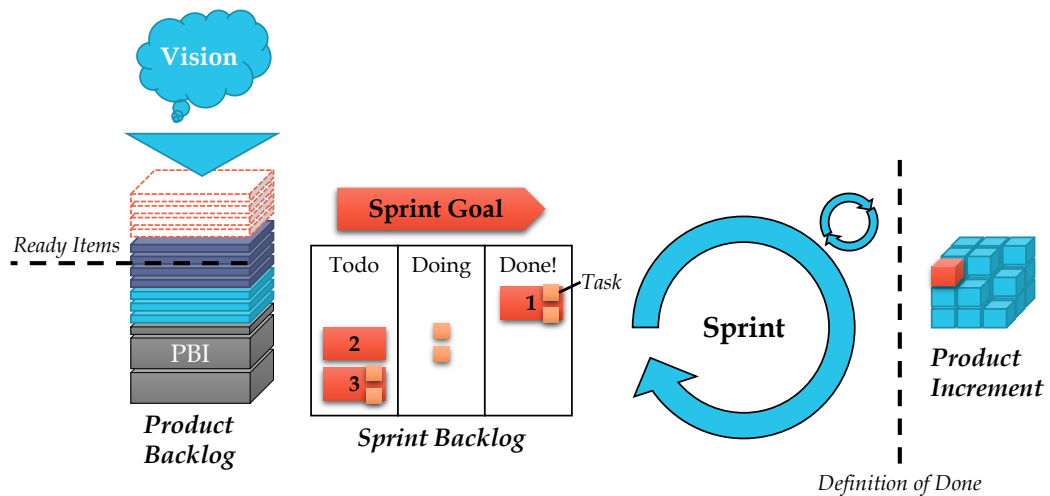 Vision
Sprint Goal
Ready Items
Todo
Doing
Done!
Task
1
2
3
PBI
Sprint
Product
Backlog
Sprint Backlog
Product
Increment
Definition of Done